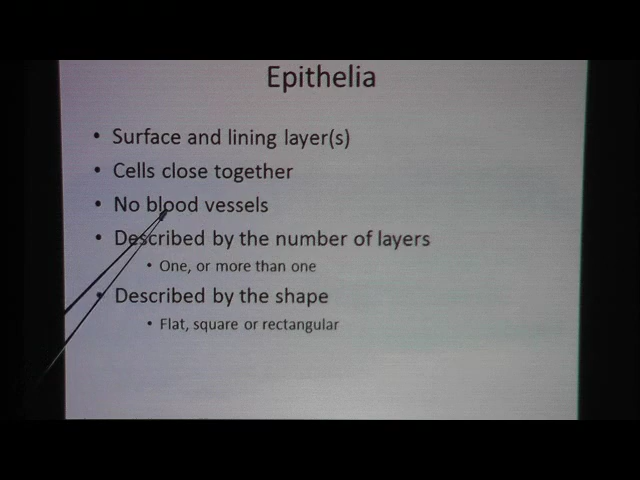 Epithelia
• Surface and lining layer(s)
• Cells close together
• No blood vessels
• Described by the number of layers
• One, or more than one
• Described by the shape
• Flat, square or rectangular